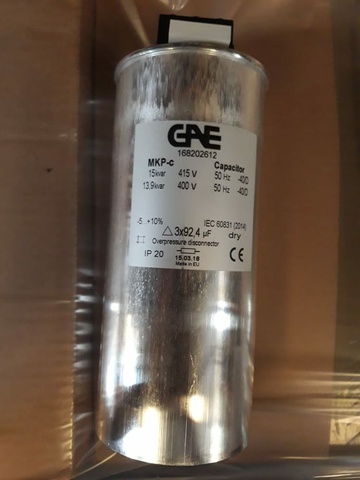 GAE
168202612
MKP-c Capacitor
15kvar 415 V 50 Hz -40/D
13.9kvar 400 V 50 Hz -40/D
-5...+10% IEC 60831 (2014)
△ 3x92,4 µF dry
Overpressure disconnector
IP 20
15.03.18
Made in EU
CE